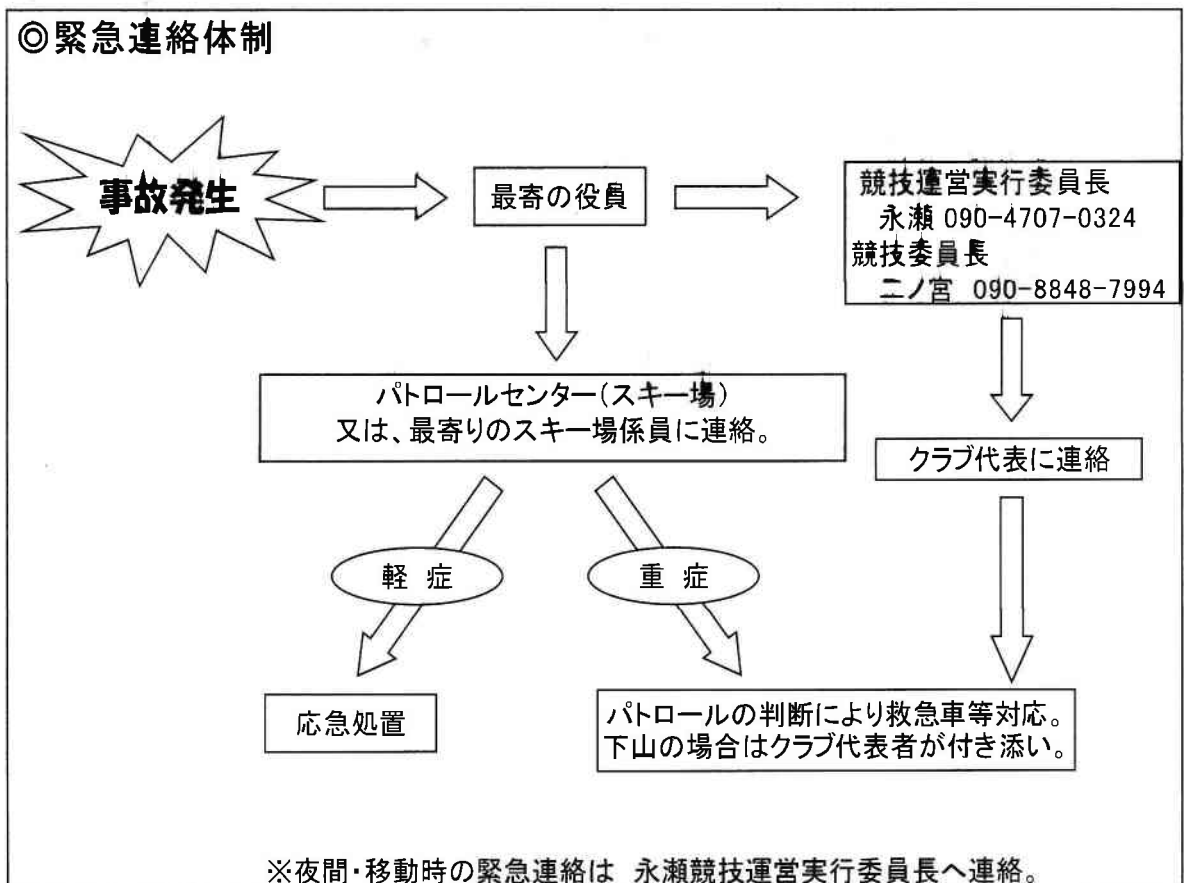 ◎緊急連絡体制
事故発生
最寄の役員
競技運営実行委員長
永瀬 090-4707-0324
競技委員長
二ノ宮 090-8848-7994
パトロールセンター(スキー場)
又は、最寄りのスキー場係員に連絡。
クラブ代表に連絡
軽 症
重 症
応急処置
パトロールの判断により救急車等対応。
下山の場合はクラブ代表者が付き添い。
※夜間・移動時の緊急連絡は 永瀬競技運営実行委員長へ連絡。